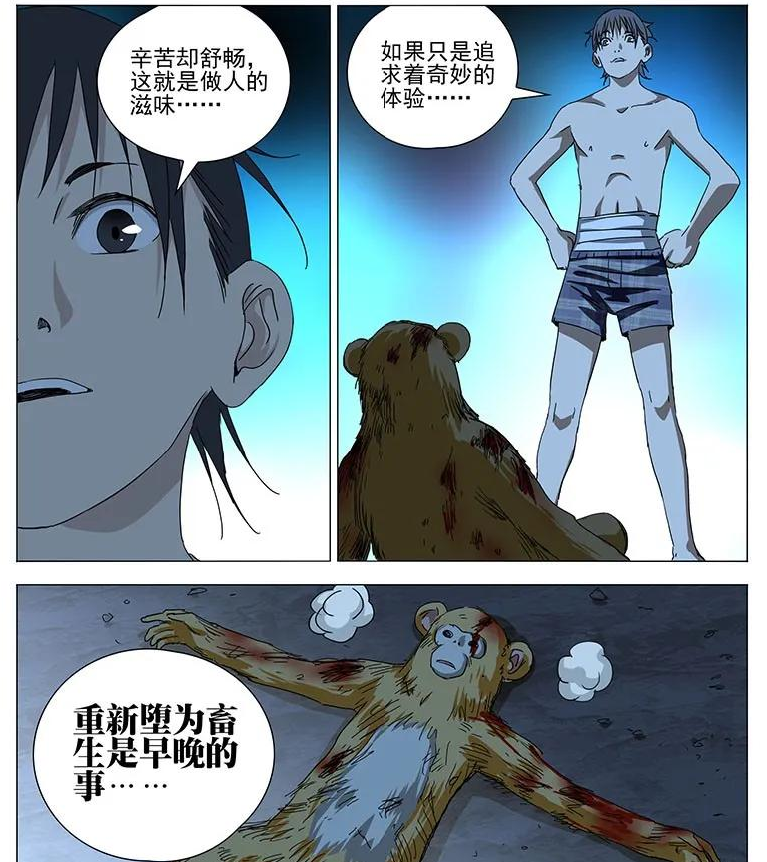 辛苦却舒畅，
这就是做人的
滋味……
如果只是追
求着奇妙的
体验……
重新堕为畜
生是早晚的
事……